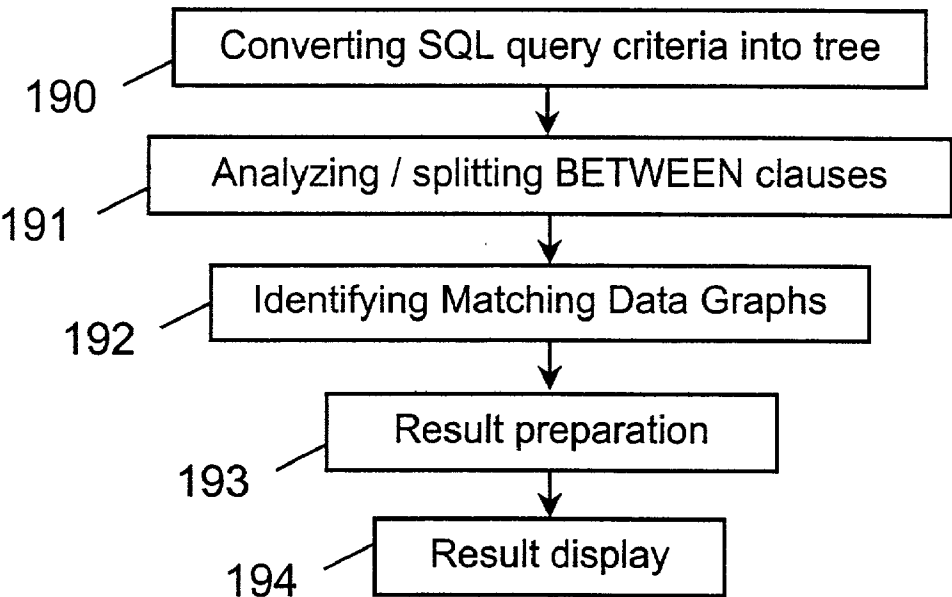 Converting SQL query criteria into tree
190
Analyzing / splitting BETWEEN clauses
191
Identifying Matching Data Graphs
192
Result preparation
193
Result display
194